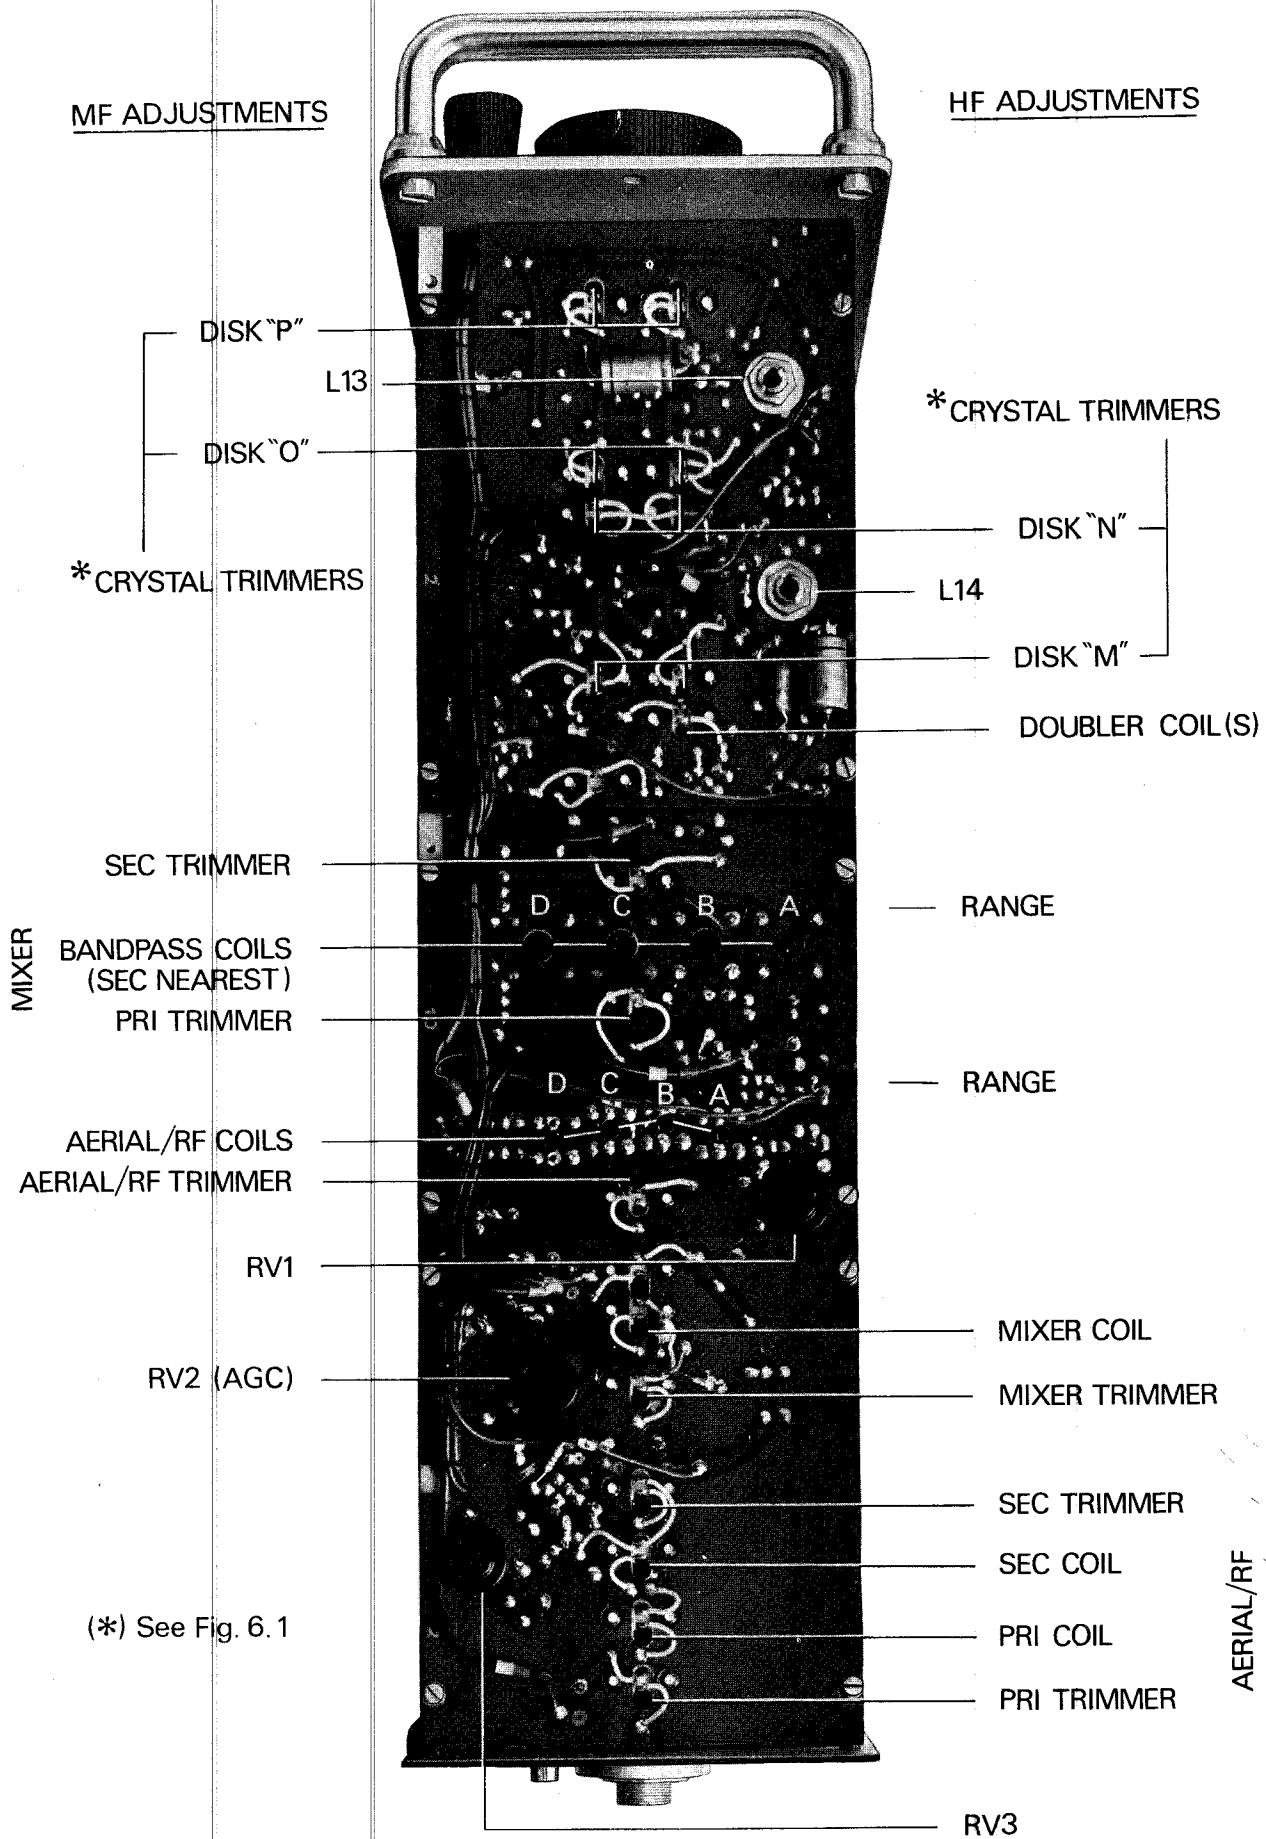 MF ADJUSTMENTS
HF ADJUSTMENTS
DISK "P"
L13
*CRYSTAL TRIMMERS
DISK "O"
DISK "N"
*CRYSTAL TRIMMERS
L14
DISK "M"
DOUBLER COIL(S)
SEC TRIMMER
D C B A
RANGE
MIXER
BANDPASS COILS
(SEC NEAREST)
PRI TRIMMER
D C B A
RANGE
AERIAL/RF COILS
AERIAL/RF TRIMMER
RV1
MIXER COIL
RV2 (AGC)
MIXER TRIMMER
SEC TRIMMER
SEC COIL
AERIAL/RF
(*) See Fig. 6.1
PRI COIL
PRI TRIMMER
RV3